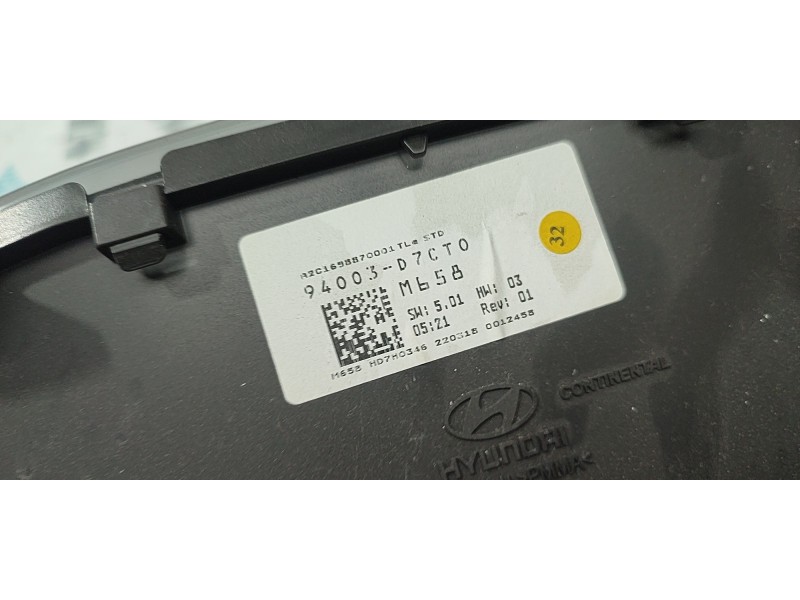 A2C1698870001TLe STD
94003-D7CT0
M658
SW: 5.01 HW: 03
05:21 Rev: 01
M658 HD7M0346 220318 0012458
32
HYUNDAI
CONTINENTAL